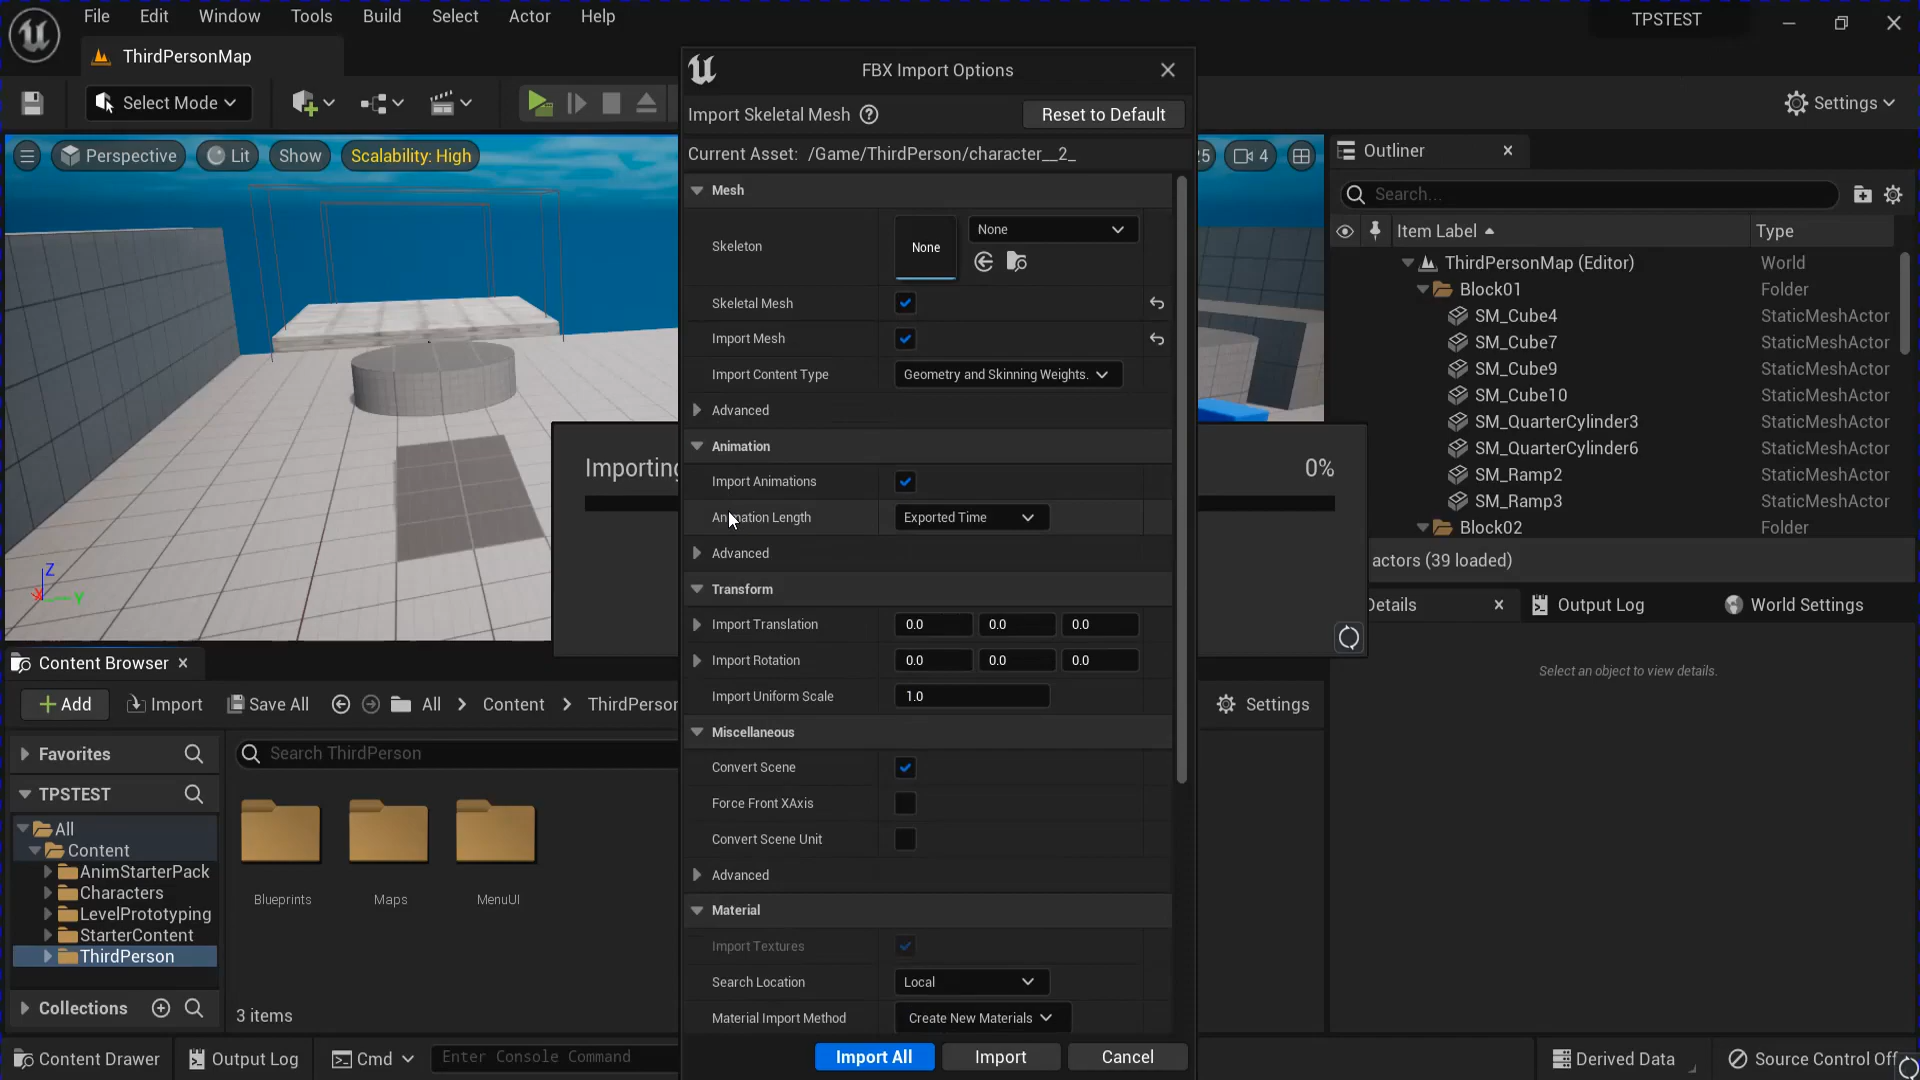 File Edit Window Tools Build Select Actor Help
TPSTEST
ThirdPersonMap
Select Mode
Settings
Perspective
Lit
Show
Scalability: High
FBX Import Options
Import Skeletal Mesh
Reset to Default
Current Asset: /Game/ThirdPerson/character__2_
Mesh
Skeleton
None
None
Skeletal Mesh
Import Mesh
Import Content Type
Geometry and Skinning Weights.
Advanced
Animation
Import Animations
Animation Length
Exported Time
Advanced
Transform
Import Translation 0.0 0.0 0.0
Import Rotation 0.0 0.0 0.0
Import Uniform Scale 1.0
Miscellaneous
Convert Scene
Force Front XAxis
Convert Scene Unit
Advanced
Material
Import Textures
Search Location Local
Material Import Method Create New Materials
Import All Import Cancel
Importing
0%
4
Outliner
Search...
Item Label Type
ThirdPersonMap (Editor) World
Block01 Folder
SM_Cube4 StaticMeshActor
SM_Cube7 StaticMeshActor
SM_Cube9 StaticMeshActor
SM_Cube10 StaticMeshActor
SM_QuarterCylinder3 StaticMeshActor
SM_QuarterCylinder6 StaticMeshActor
SM_Ramp2 StaticMeshActor
SM_Ramp3 StaticMeshActor
Block02 Folder
actors (39 loaded)
Details
Output Log
World Settings
Select an object to view details.
Z
X
Y
Content Browser
Add Import Save All All Content ThirdPerson
Settings
Favorites
Search ThirdPerson
TPSTEST
All
Content
AnimStarterPack
Characters
LevelPrototyping
StarterContent
ThirdPerson
Collections
Blueprints
Maps
MenuUI
3 items
Content Drawer
Output Log
Cmd
Enter Console Command
Derived Data
Source Control Off